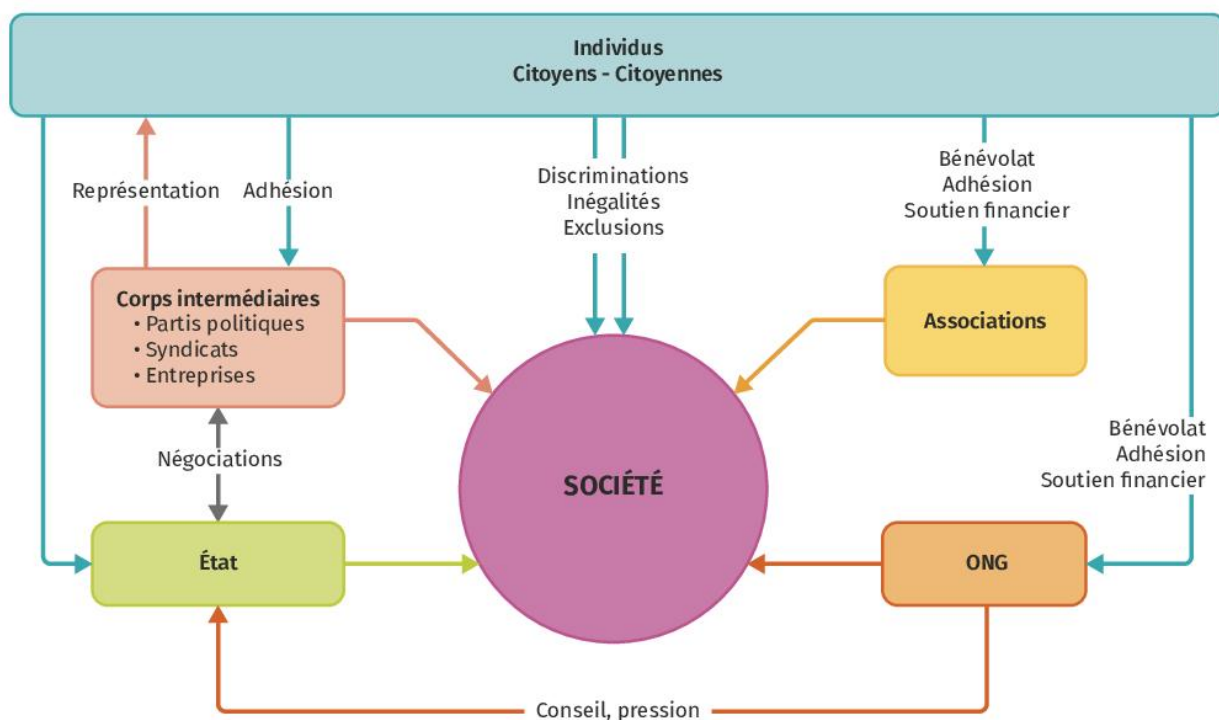 Individus
Citoyens - Citoyennes
Représentation
Adhésion
Discriminations
Inégalités
Exclusions
Bénévolat
Adhésion
Soutien financier
Corps intermédiaires
• Partis politiques
• Syndicats
• Entreprises
Associations
Négociations
SOCIÉTÉ
Bénévolat
Adhésion
Soutien financier
État
ONG
Conseil, pression